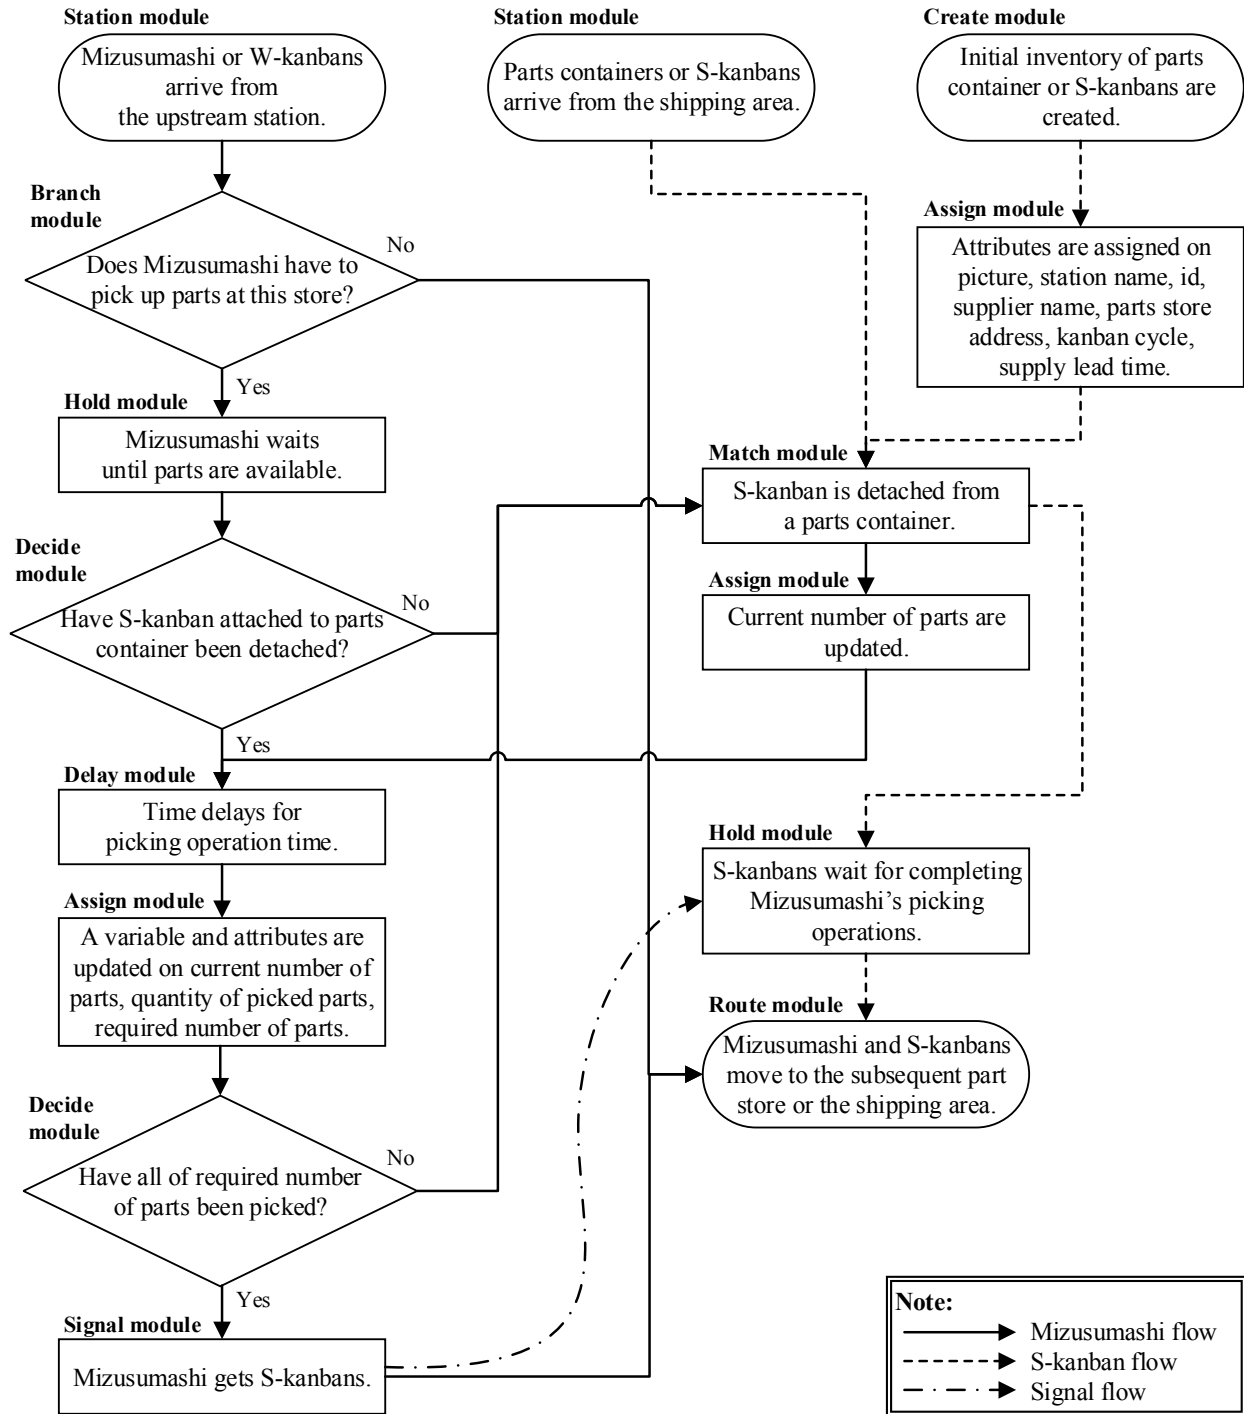 Station module
Mizusumashi or W-kanbans
arrive from
the upstream station.
Station module
Parts containers or S-kanbans
arrive from the shipping area.
Create module
Initial inventory of parts
container or S-kanbans are
created.
Branch
module
Does Mizusumashi have to
pick up parts at this store?
No
Yes
Assign module
Attributes are assigned on
picture, station name, id,
supplier name, parts store
address, kanban cycle,
supply lead time.
Hold module
Mizusumashi waits
until parts are available.
Match module
S-kanban is detached from
a parts container.
Decide
module
Have S-kanban attached to parts
container been detached?
No
Yes
Assign module
Current number of parts are
updated.
Delay module
Time delays for
picking operation time.
Hold module
S-kanbans wait for completing
Mizusumashi’s picking
operations.
Assign module
A variable and attributes are
updated on current number of
parts, quantity of picked parts,
required number of parts.
Route module
Mizusumashi and S-kanbans
move to the subsequent part
store or the shipping area.
Decide
module
Have all of required number
of parts been picked?
No
Yes
Signal module
Mizusumashi gets S-kanbans.
Note:
Mizusumashi flow
S-kanban flow
Signal flow